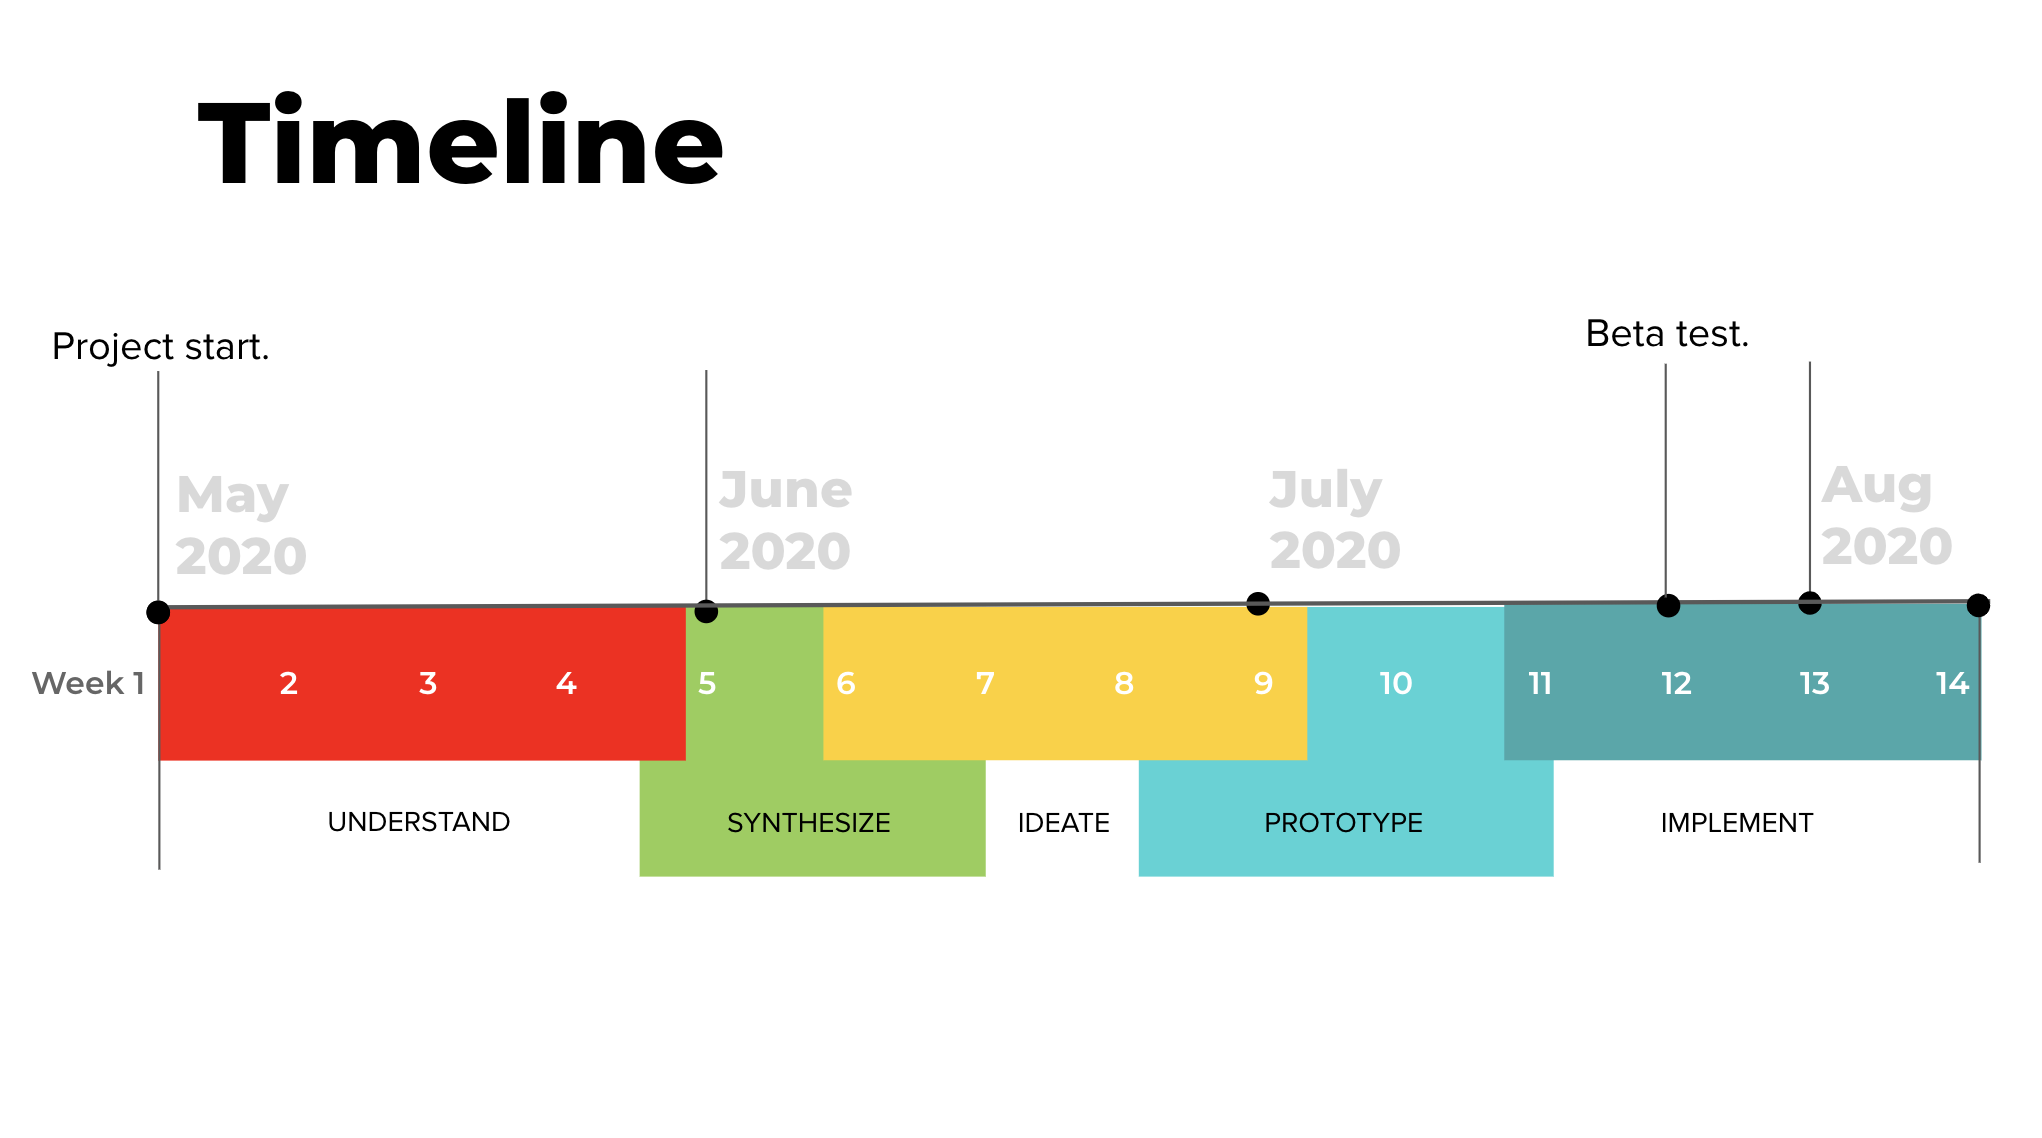 Timeline
Project start.
Beta test.
May
2020
June
2020
July
2020
Aug
2020
Week 1 2 3 4 5 6 7 8 9 10 11 12 13 14
UNDERSTAND SYNTHESIZE IDEATE PROTOTYPE IMPLEMENT